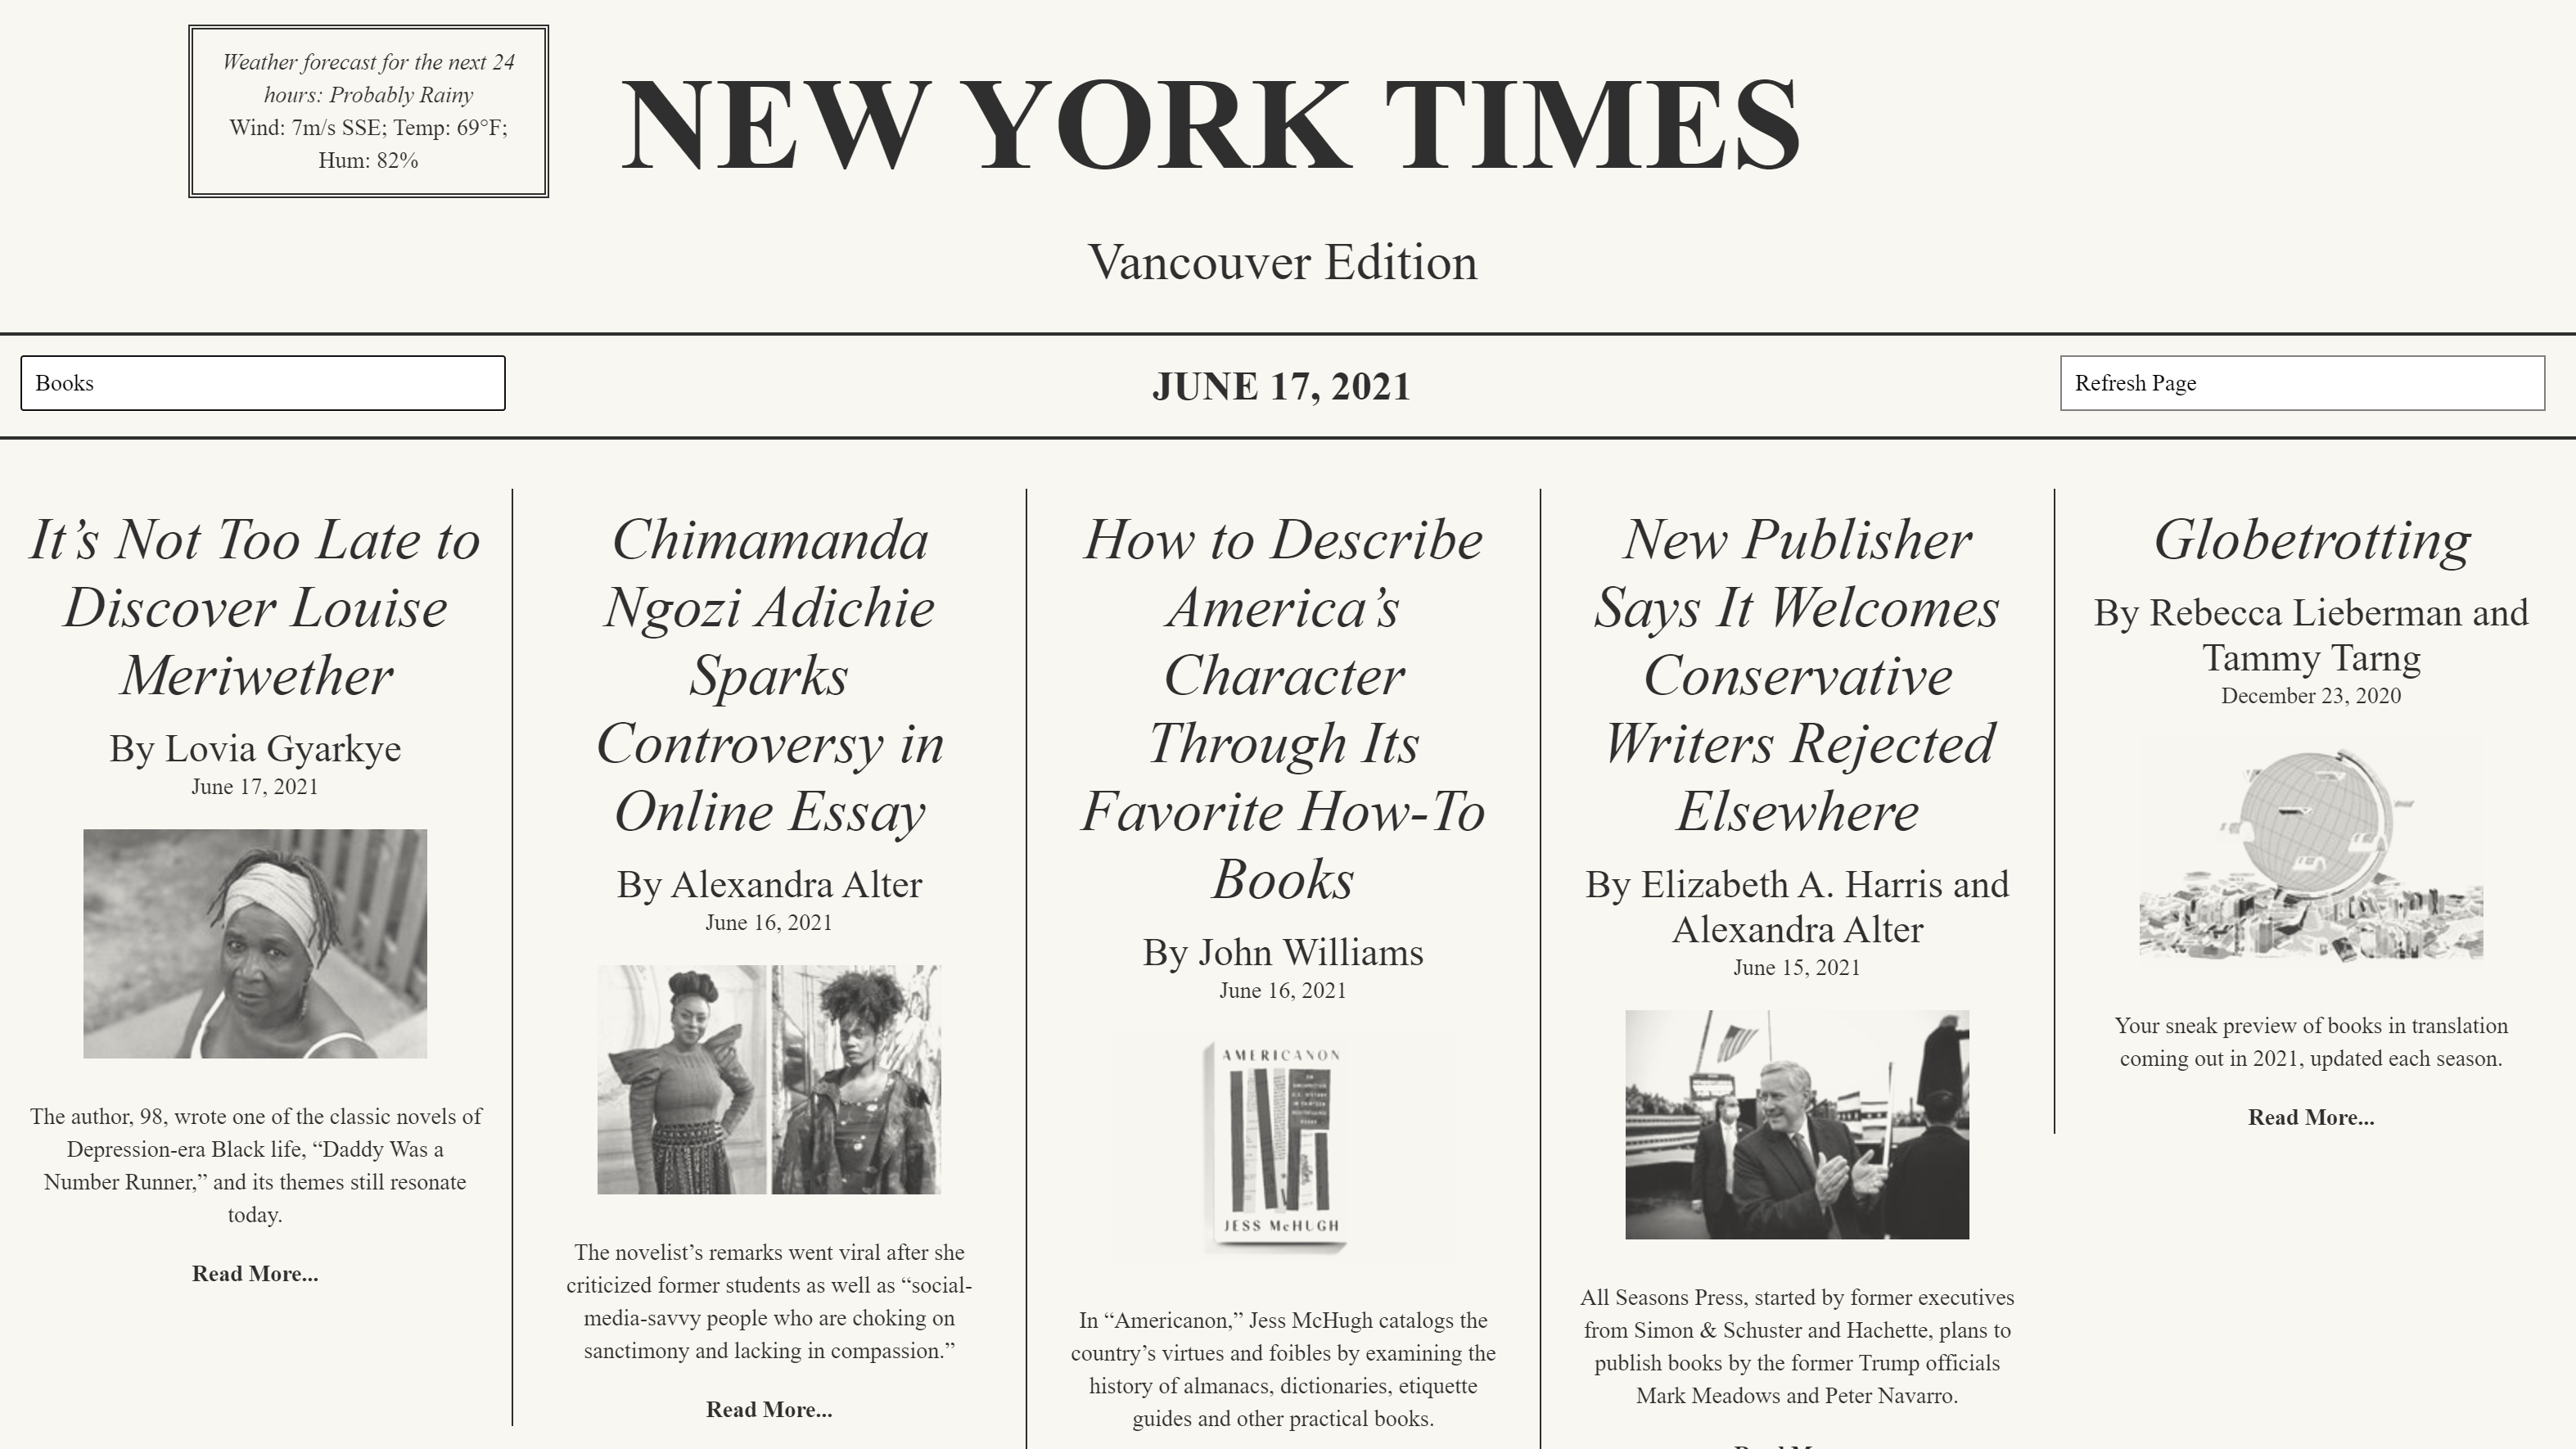 Weather forecast for the next 24
hours: Probably Rainy
Wind: 7m/s SSE; Temp: 69°F;
Hum: 82%
NEW YORK TIMES
Vancouver Edition
Books
JUNE 17, 2021
Refresh Page
It’s Not Too Late to
Discover Louise
Meriwether
By Lovia Gyarkye
June 17, 2021
The author, 98, wrote one of the classic novels of
Depression-era Black life, “Daddy Was a
Number Runner,” and its themes still resonate
today.
Read More...
Chimamanda
Ngozi Adichie
Sparks
Controversy in
Online Essay
By Alexandra Alter
June 16, 2021
The novelist’s remarks went viral after she
criticized former students as well as “social-
media-savvy people who are choking on
sanctimony and lacking in compassion.”
Read More...
How to Describe
America’s
Character
Through Its
Favorite How-To
Books
By John Williams
June 16, 2021
AMERICANON
JESS McHUGH
In “Americanon,” Jess McHugh catalogs the
country’s virtues and foibles by examining the
history of almanacs, dictionaries, etiquette
guides and other practical books.
New Publisher
Says It Welcomes
Conservative
Writers Rejected
Elsewhere
By Elizabeth A. Harris and
Alexandra Alter
June 15, 2021
All Seasons Press, started by former executives
from Simon & Schuster and Hachette, plans to
publish books by the former Trump officials
Mark Meadows and Peter Navarro.
Globetrotting
By Rebecca Lieberman and
Tammy Tarng
December 23, 2020
Your sneak preview of books in translation
coming out in 2021, updated each season.
Read More...